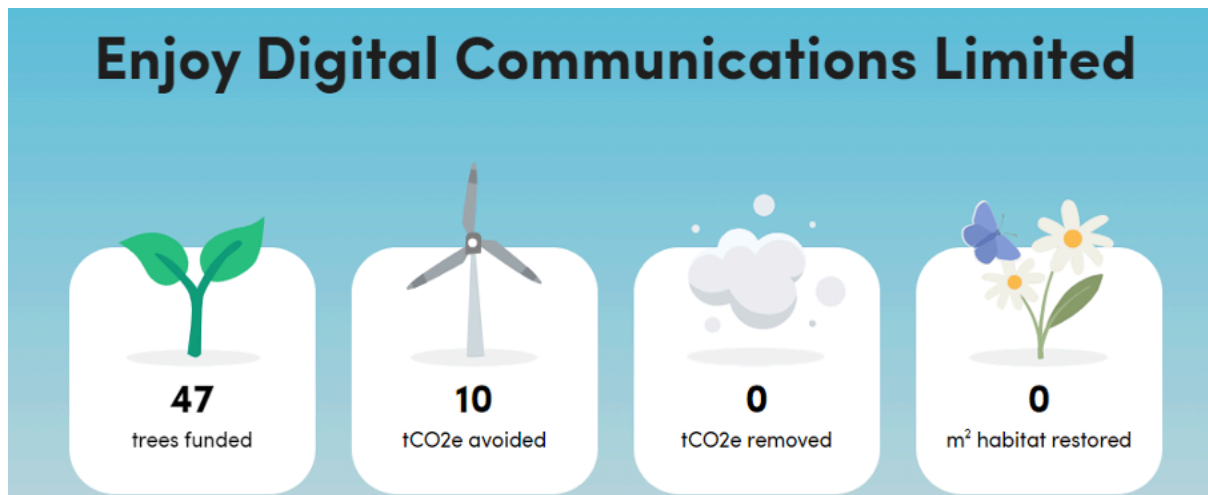 Enjoy Digital Communications Limited
47
trees funded
10
tCO2e avoided
0
tCO2e removed
0
m² habitat restored